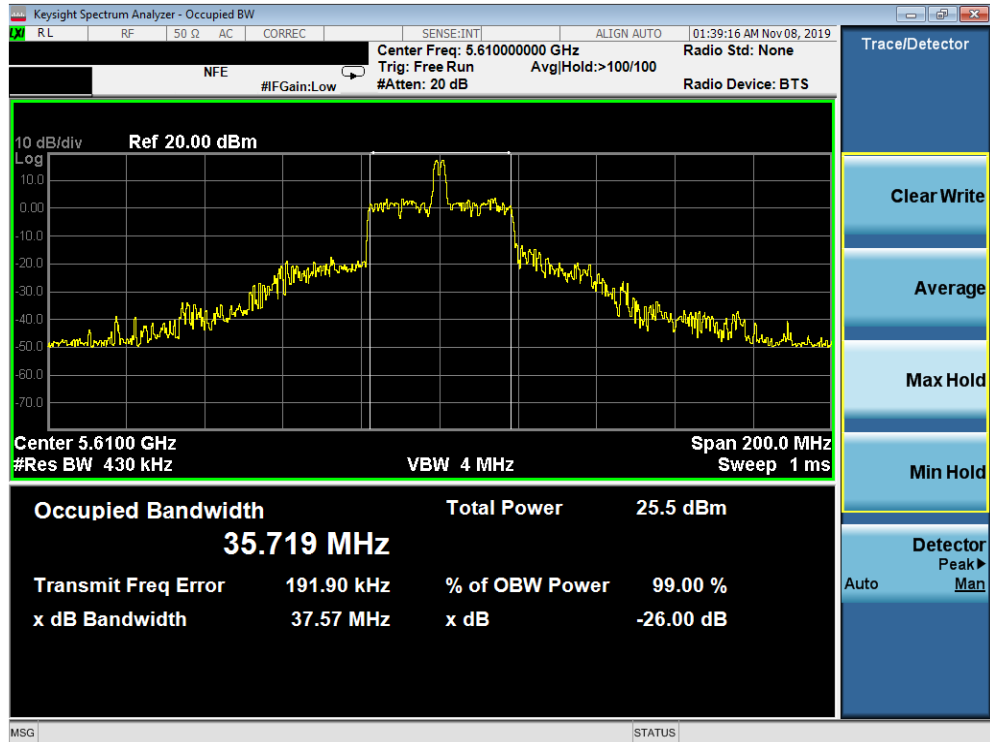 Keysight Spectrum Analyzer - Occupied BW
LXI RL RF 50 Ω AC CORREC SENSE:INT ALIGN AUTO 01:39:16 AM Nov 08, 2019
Center Freq: 5.610000000 GHz Radio Std: None
NFE Trig: Free Run Avg|Hold:>100/100
#IFGain:Low #Atten: 20 dB Radio Device: BTS
10 dB/div Ref 20.00 dBm
Log
10.0
0.00
-10.0
-20.0
-30.0
-40.0
-50.0
-60.0
-70.0
Center 5.6100 GHz Span 200.0 MHz
#Res BW 430 kHz VBW 4 MHz Sweep 1 ms
Occupied Bandwidth Total Power 25.5 dBm
35.719 MHz
Transmit Freq Error 191.90 kHz % of OBW Power 99.00 %
x dB Bandwidth 37.57 MHz x dB -26.00 dB
MSG STATUS
Trace/Detector
Clear Write
Average
Max Hold
Min Hold
Detector
Peak▶
Auto Man